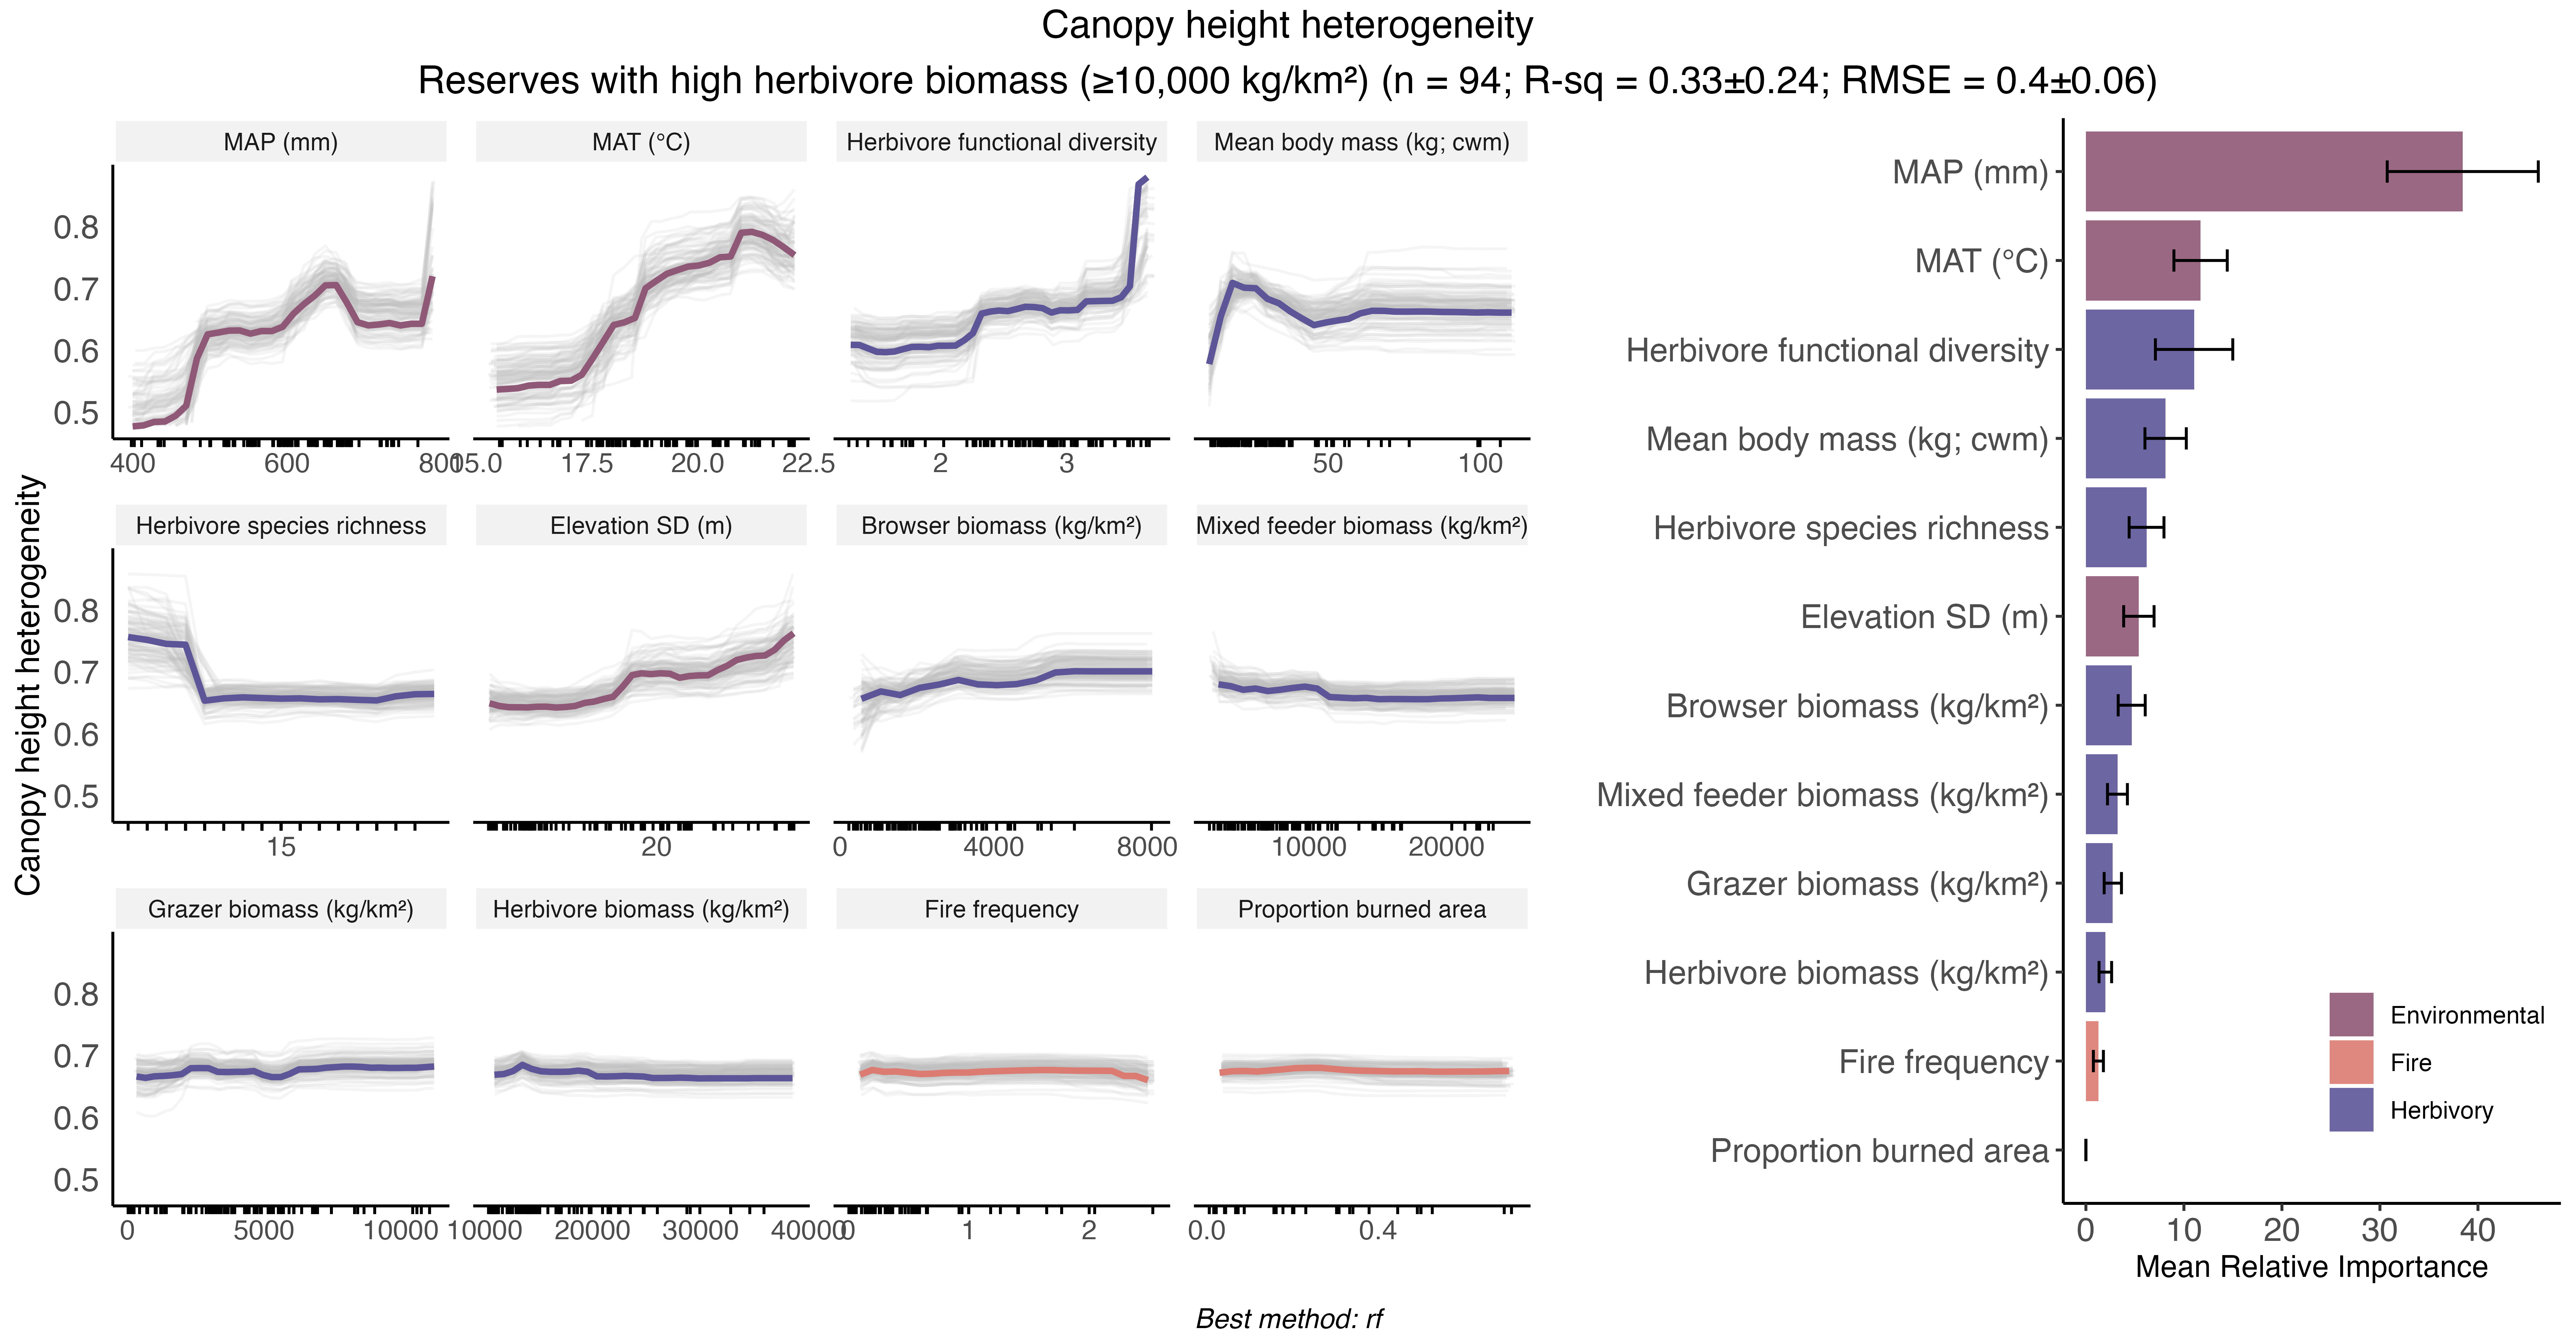 Canopy height heterogeneity
Reserves with high herbivore biomass (≥10,000 kg/km²) (n = 94; R-sq = 0.33±0.24; RMSE = 0.4±0.06)
Canopy height heterogeneity
MAP (mm)
MAT (°C)
Herbivore functional diversity
Mean body mass (kg; cwm)
0.8
0.7
0.6
0.5
400 600 800
15.0 17.5 20.0 22.5
2 3
50 100
Herbivore species richness
Elevation SD (m)
Browser biomass (kg/km²)
Mixed feeder biomass (kg/km²)
0.8
0.7
0.6
0.5
15
20
0 4000 8000
10000 20000
Grazer biomass (kg/km²)
Herbivore biomass (kg/km²)
Fire frequency
Proportion burned area
0.8
0.7
0.6
0.5
0 5000 10000
10000 20000 30000 40000
0 1 2
0.0 0.4
MAP (mm)
MAT (°C)
Herbivore functional diversity
Mean body mass (kg; cwm)
Herbivore species richness
Elevation SD (m)
Browser biomass (kg/km²)
Mixed feeder biomass (kg/km²)
Grazer biomass (kg/km²)
Herbivore biomass (kg/km²)
Fire frequency
Proportion burned area
0 10 20 30 40
Mean Relative Importance
Environmental
Fire
Herbivory
Best method: rf